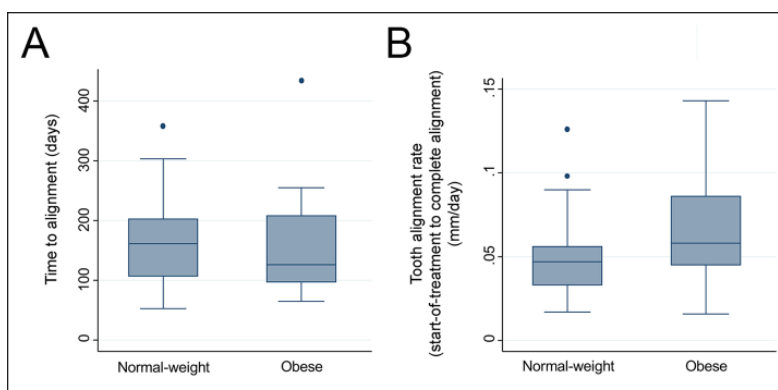 A
B
Time to alignment (days)
400
300
200
100
0
Normal-weight
Obese
Tooth alignment rate
(start-of-treatment to complete alignment)
(mm/day)
.15
.1
.05
0
Normal-weight
Obese